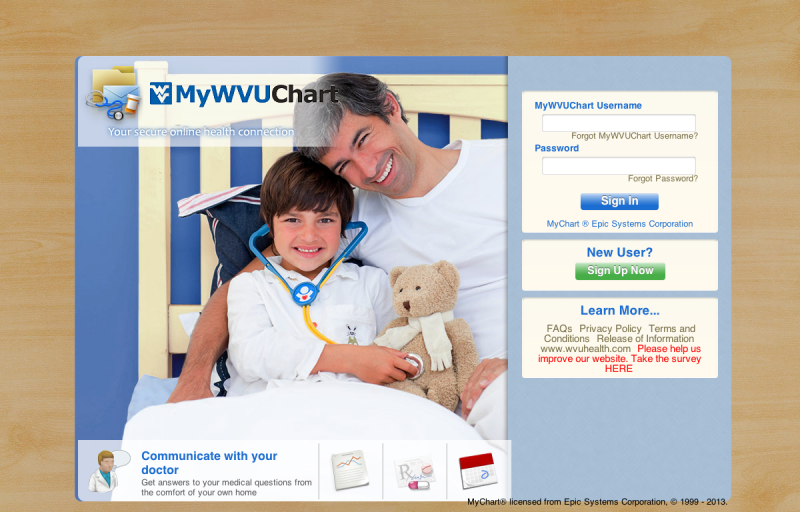 MyWVUChart
Your secure online health connection
MyWVUChart Username
Forgot MyWVUChart Username?
Password
Forgot Password?
Sign In
MyChart ® Epic Systems Corporation
New User?
Sign Up Now
Learn More...
FAQs Privacy Policy Terms and
Conditions Release of Information
www.wvuhealth.com Please help us
improve our website. Take the survey
HERE
Communicate with your
doctor
Get answers to your medical questions from
the comfort of your own home
MyChart® licensed from Epic Systems Corporation, © 1999 - 2013.